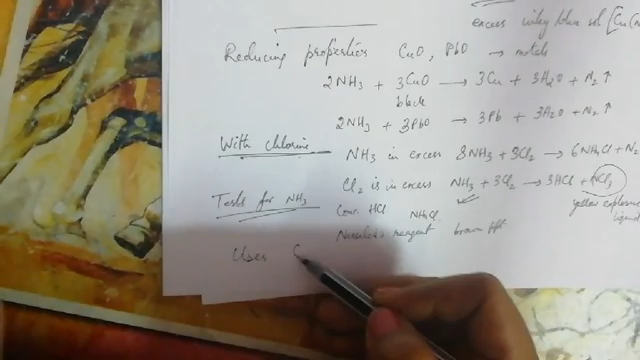 excess inky blue sol [Cu(N
Reducing properties CuO, PbO → metals
2NH₃ + 3CuO → 3Cu + 3H₂O + N₂↑
black
2NH₃ + 3PbO → 3Pb + 3H₂O + N₂↑
With chlorine NH₃ in excess 8NH₃ + 3Cl₂ → 6NH₄Cl + N₂
Cl₂ is in excess NH₃ + 3Cl₂ → 3HCl + NCl₃
yellow explosive
liquid
Tests for NH₃ Conc. HCl NH₄Cl
Nessler's reagent brown ppt
Uses